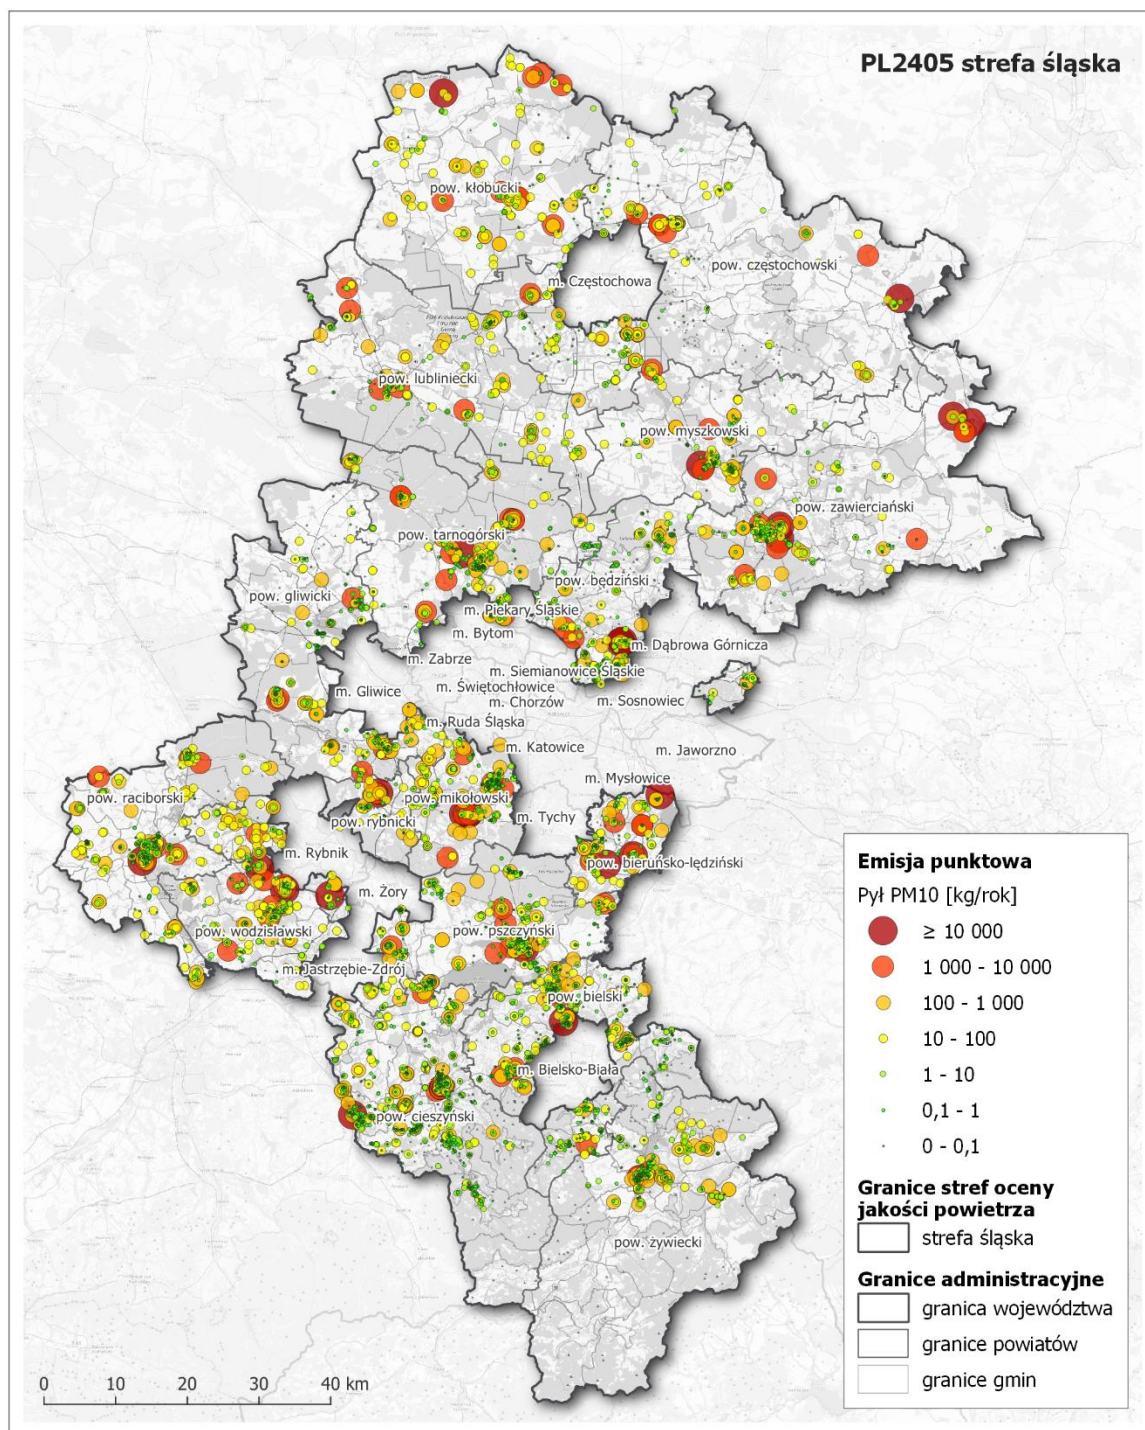 PL2405 strefa śląska
pow. kłobucki
pow. częstochowski
m. Częstochowa
pow. lubliniecki
pow. myszkowski
pow. zawierciański
pow. tarnogórski
pow. będziński
pow. gliwicki
m. Piekary Śląskie
m. Bytom
m. Dąbrowa Górnicza
m. Zabrze
m. Siemianowice Śląskie
m. Gliwice
m. Świętochłowice
m. Chorzów
m. Sosnowiec
m. Ruda Śląska
m. Katowice
m. Jaworzno
m. Mysłowice
pow. raciborski
pow. mikołowski
pow. rybnicki
m. Tychy
m. Rybnik
pow. bieruńsko-lędziński
m. Żory
pow. wodzisławski
pow. pszczyński
m. Jastrzębie-Zdrój
pow. bielski
m. Bielsko-Biała
pow. cieszyński
pow. żywiecki
Emisja punktowa
Pył PM10 [kg/rok]
≥ 10 000
1 000 - 10 000
100 - 1 000
10 - 100
1 - 10
0,1 - 1
0 - 0,1
Granice stref oceny
jakości powietrza
strefa śląska
Granice administracyjne
granica województwa
granice powiatów
granice gmin
0 10 20 30 40 km